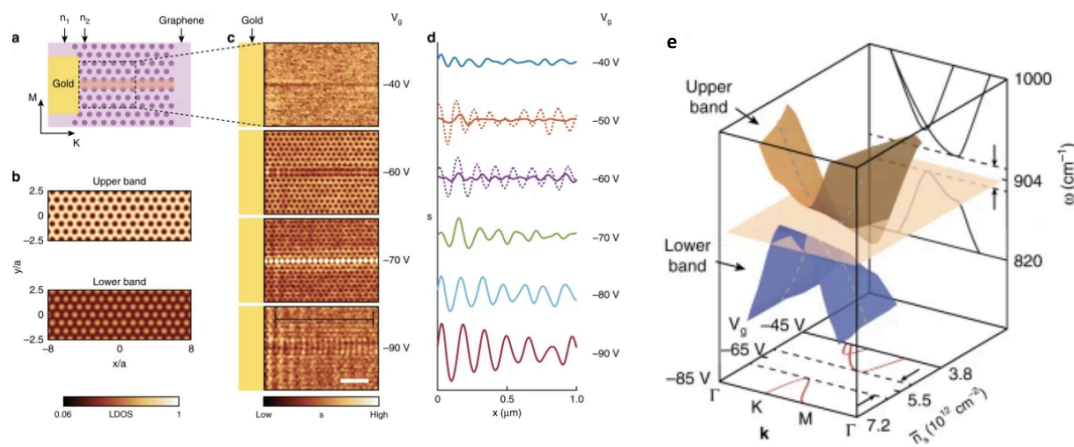 a
n₁
n₂
Graphene
Gold
M
K
b
Upper band
2.5
0
−2.5
Lower band
2.5
0
−2.5
y/a
−8
0
8
x/a
0.06
LDOS
1
c
Gold
V_g
−40 V
−60 V
−70 V
−90 V
Low
s
High
d
V_g
−40 V
−50 V
−60 V
s
−70 V
−80 V
−90 V
0
0.5
1.0
x (μm)
e
Upper
band
Lower
band
1000
904
820
ω (cm⁻¹)
V_g
−45 V
−65 V
−85 V
Γ
K
M
Γ
k
3.8
5.5
7.2
n̅ₛ (10¹² cm⁻²)